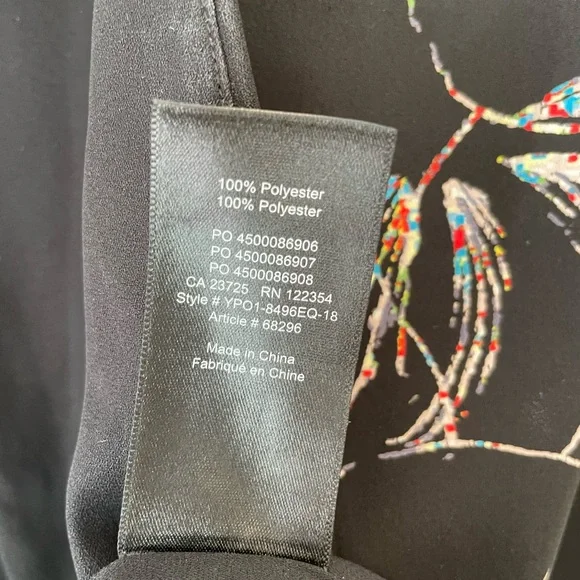 100% Polyester
100% Polyester
PO 4500086906
PO 4500086907
PO 4500086908
CA 23725 RN 122354
Style # YPO1-8496EQ-18
Article # 68296
Made in China
Fabriqué en Chine